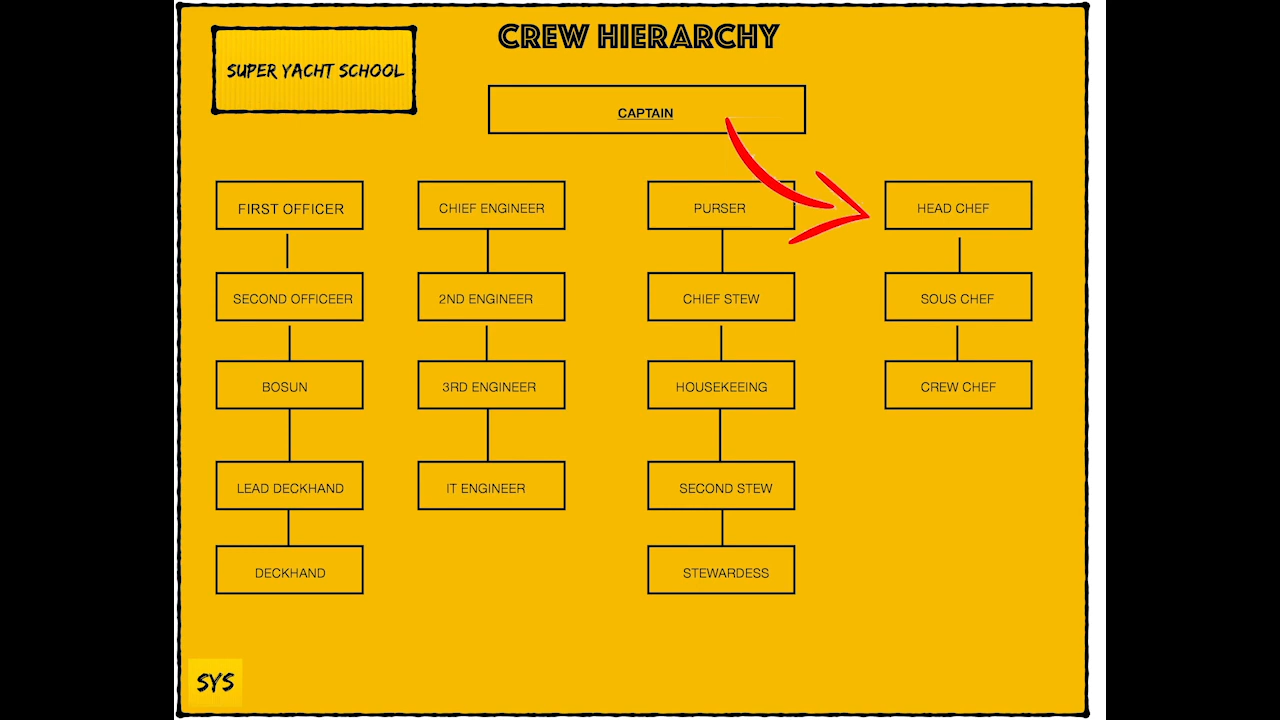 CREW HIERARCHY
SUPER YACHT SCHOOL
CAPTAIN
FIRST OFFICER
CHIEF ENGINEER
PURSER
HEAD CHEF
SECOND OFFICEER
2ND ENGINEER
CHIEF STEW
SOUS CHEF
BOSUN
3RD ENGINEER
HOUSEKEEING
CREW CHEF
LEAD DECKHAND
IT ENGINEER
SECOND STEW
DECKHAND
STEWARDESS
SYS